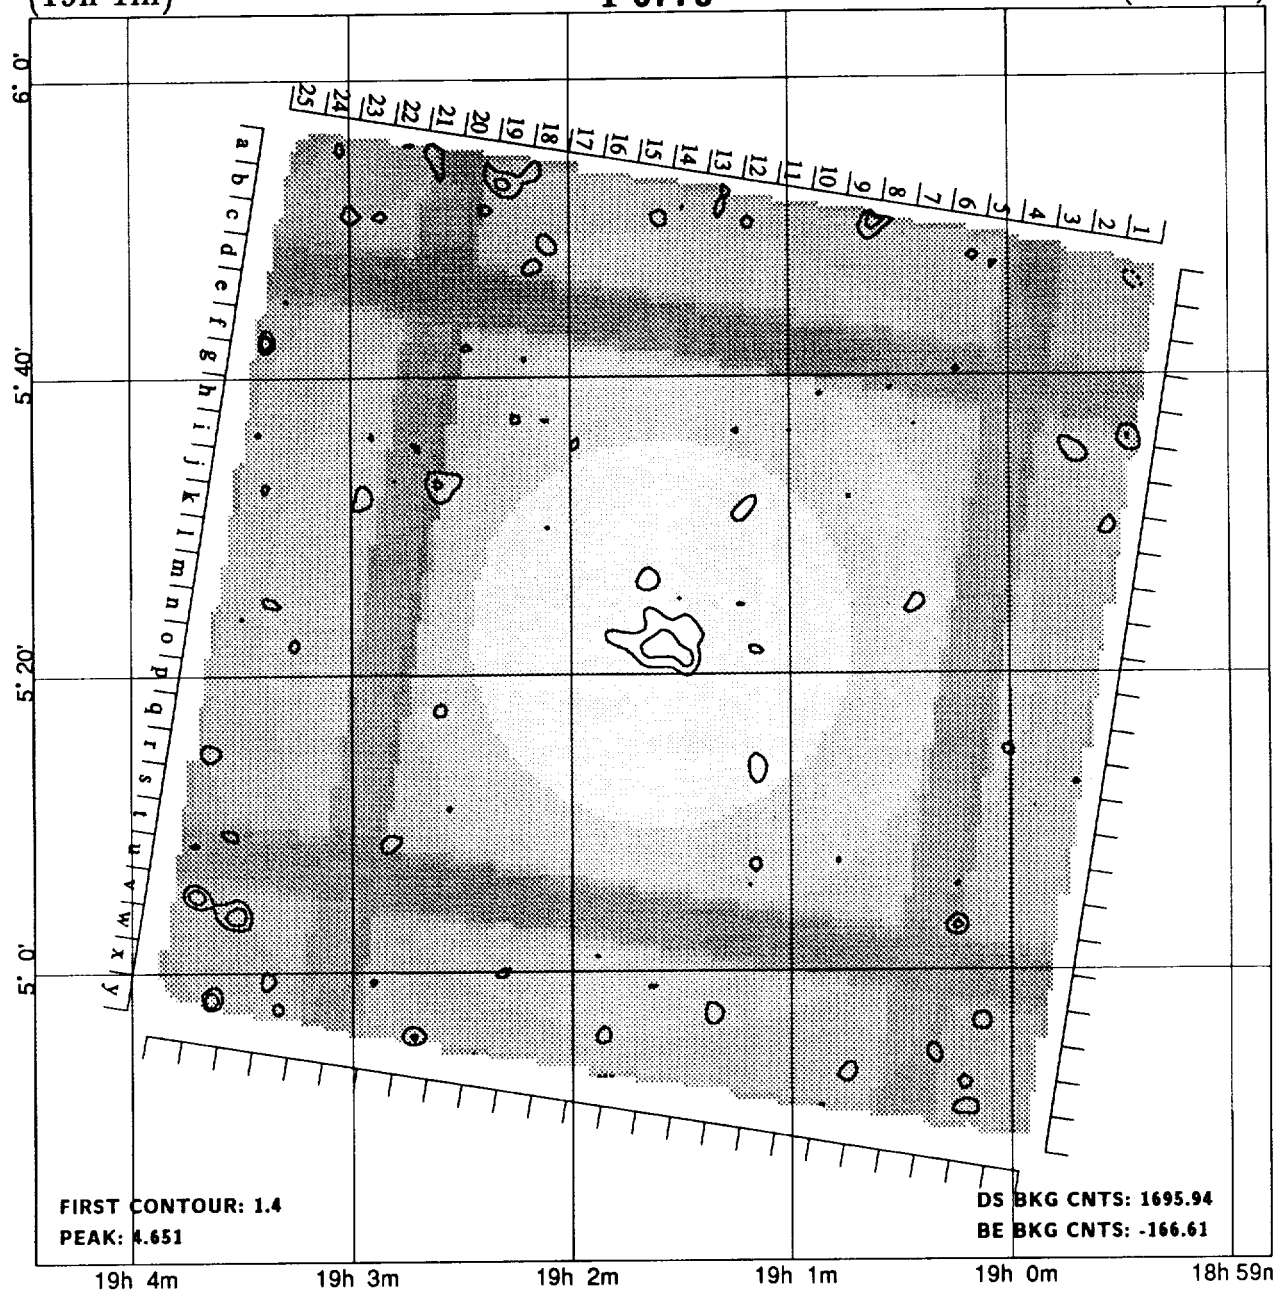 (19h 1m)
6° 0'
25 24 23 22 21 20 19 18 17 16 15 14 13 12 11 10 9 8 7 6 5 4 3 2 1
a b c d e f g h i j k l m n o p q r s t u v w x y
5° 40'
5° 20'
5° 0'
FIRST CONTOUR: 1.4
PEAK: 4.651
DS BKG CNTS: 1695.94
BE BKG CNTS: -166.61
19h 4m 19h 3m 19h 2m 19h 1m 19h 0m 18h 59m